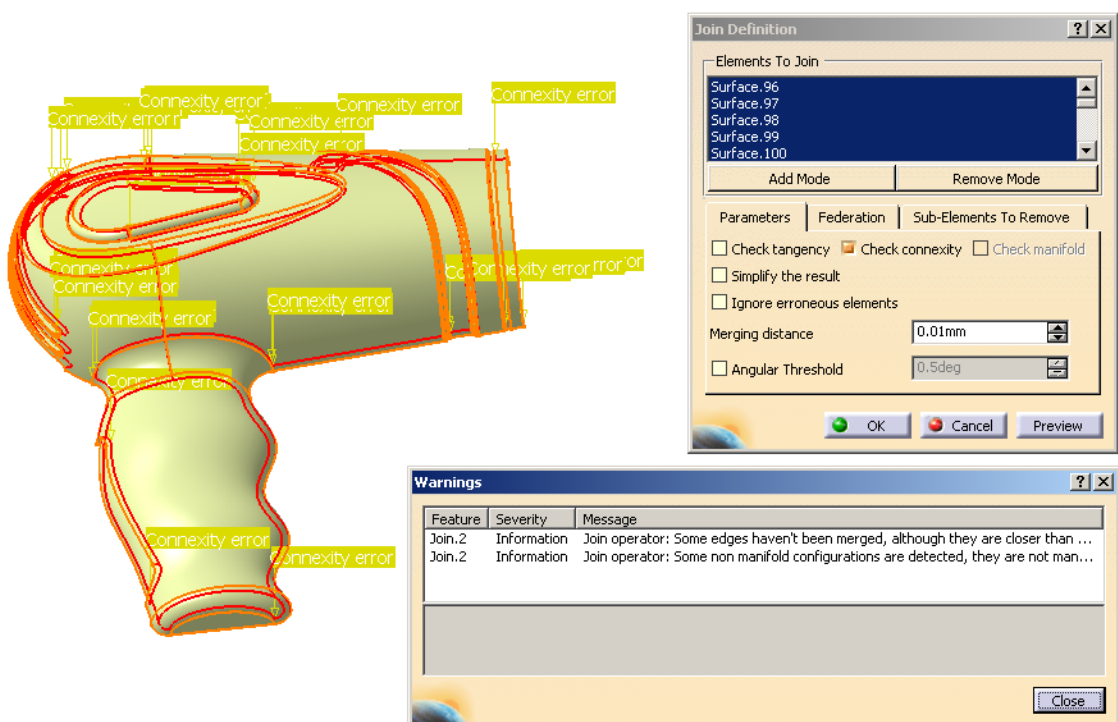 Join Definition
Elements To Join
Surface.96
Surface.97
Surface.98
Surface.99
Surface.100
Add Mode Remove Mode
Parameters Federation Sub-Elements To Remove
Check tangency Check connexity Check manifold
Simplify the result
Ignore erroneous elements
Merging distance 0.01mm
Angular Threshold 0.5deg
OK Cancel Preview
Connexity error
Connexity error
Connexity error
Connexity error
Connexity error
Connexity error
Connexity error
Connexity error
Connexity error
Connexity error error
Connexity error
Connexity error
Connexity error
Connexity error
Connexity error
Warnings
Feature Severity Message
Join.2 Information Join operator: Some edges haven't been merged, although they are closer than ...
Join.2 Information Join operator: Some non manifold configurations are detected, they are not man...
Close